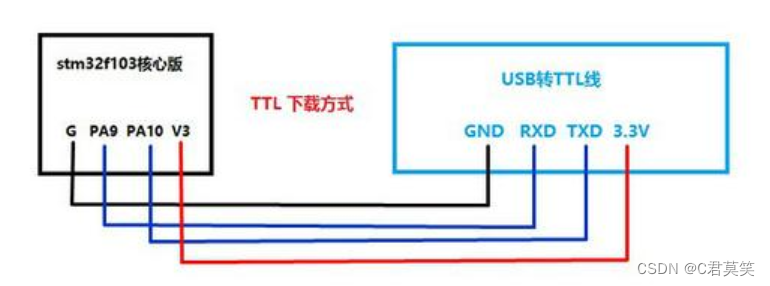 stm32f103核心版
USB转TTL线
TTL 下载方式
G PA9 PA10 V3
GND RXD TXD 3.3V
CSDN @C君莫笑